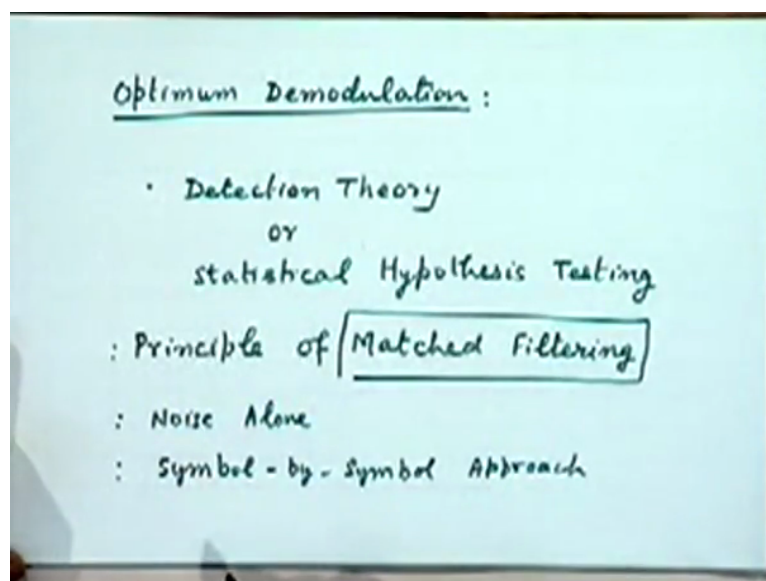 Optimum Demodulation :
· Detection Theory
or
Statistical Hypothesis Testing
: Principle of Matched Filtering
: Noise Alone
: Symbol - by - Symbol Approach